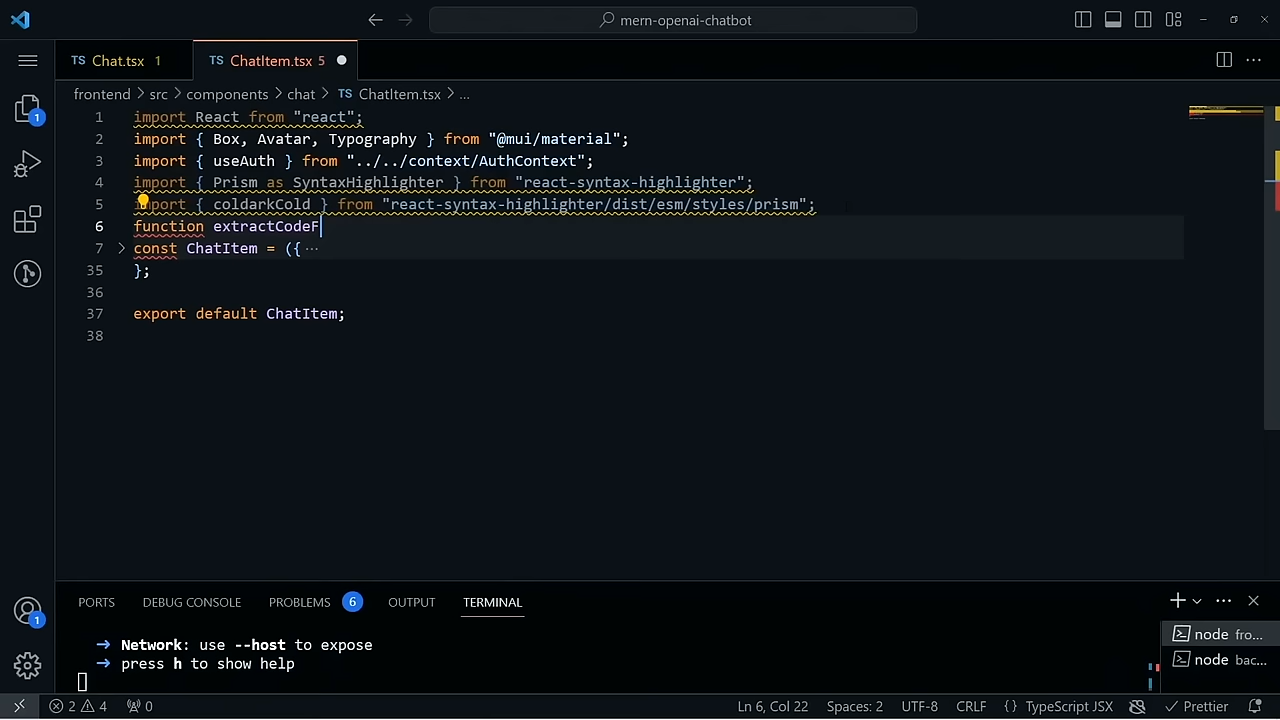 mern-openai-chatbot
TS Chat.tsx 1
TS ChatItem.tsx 5
frontend > src > components > chat > TS ChatItem.tsx > ...
1 import React from "react";
2 import { Box, Avatar, Typography } from "@mui/material";
3 import { useAuth } from "../../context/AuthContext";
4 import { Prism as SyntaxHighlighter } from "react-syntax-highlighter";
5 import { coldarkCold } from "react-syntax-highlighter/dist/esm/styles/prism";
6 function extractCodeF
7 const ChatItem = ({ ···
35 };
36
37 export default ChatItem;
38
1
PORTS DEBUG CONSOLE PROBLEMS 6 OUTPUT TERMINAL
→ Network: use --host to expose
→ press h to show help
node fro...
node bac...
1
2 4 0 Ln 6, Col 22 Spaces: 2 UTF-8 CRLF {} TypeScript JSX Prettier